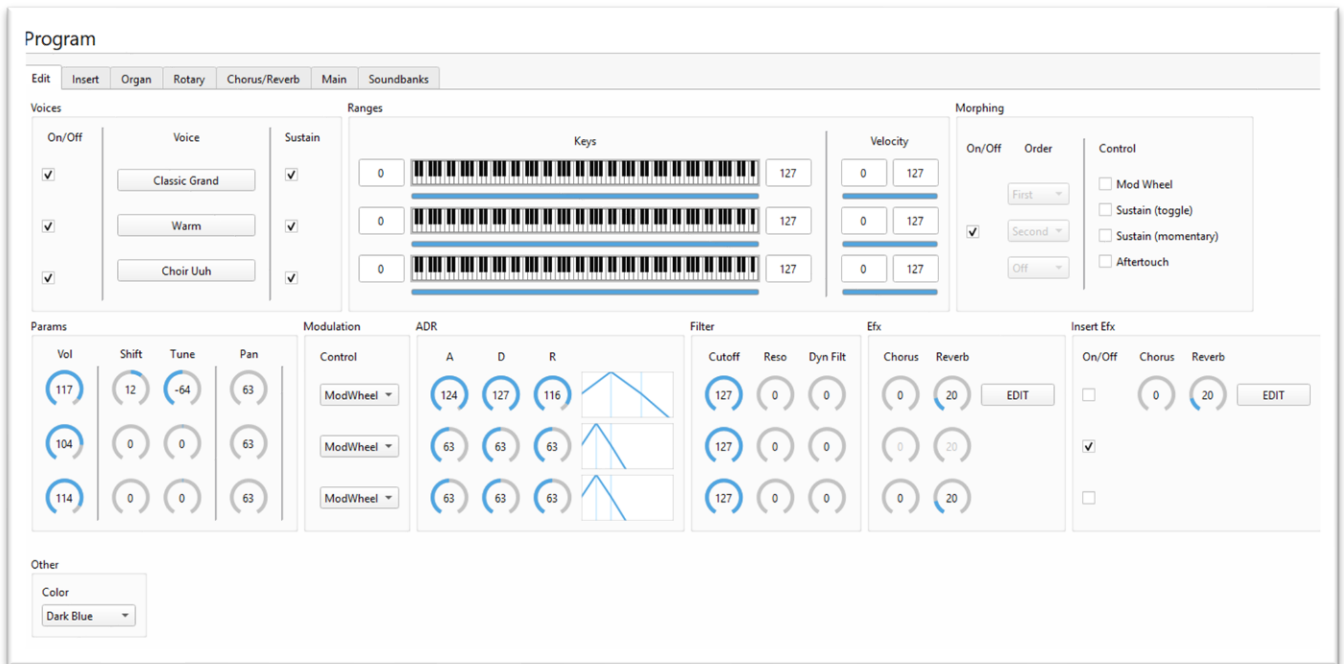 Program
Edit Insert Organ Rotary Chorus/Reverb Main Soundbanks
Voices Ranges Morphing
On/Off Voice Sustain Keys Velocity On/Off Order Control
Classic Grand 0 127 0 127 First Mod Wheel
Sustain (toggle)
Warm 0 127 0 127 Second Sustain (momentary)
Choir Uuh 0 127 0 127 Off Aftertouch
Params Modulation ADR Filter Efx Insert Efx
Vol Shift Tune Pan Control A D R Cutoff Reso Dyn Filt Chorus Reverb On/Off Chorus Reverb
117 12 -64 63 ModWheel 124 127 116 127 0 0 0 20 EDIT 0 20 EDIT
104 0 0 63 ModWheel 63 63 63 127 0 0 0 20
114 0 0 63 ModWheel 63 63 63 127 0 0 0 20
Other
Color
Dark Blue